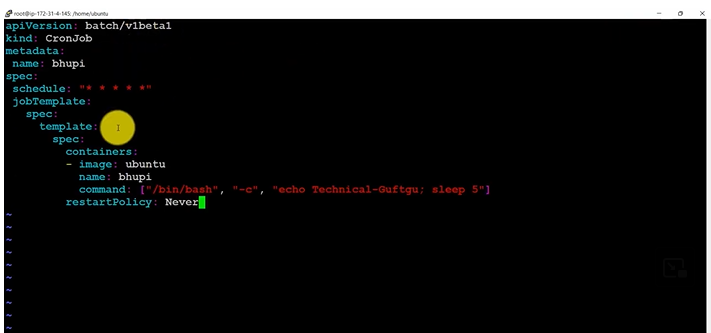 root@ip-172-31-4-145: /home/ubuntu
apiVersion: batch/v1beta1
kind: CronJob
metadata:
 name: bhupi
spec:
 schedule: "* * * * *"
 jobTemplate:
   spec:
     template:
       spec:
         containers:
         - image: ubuntu
           name: bhupi
           command: ["/bin/bash", "-c", "echo Technical-Guftgu; sleep 5"]
         restartPolicy: Never
~
~
~
~
~
~
~
~
~
~